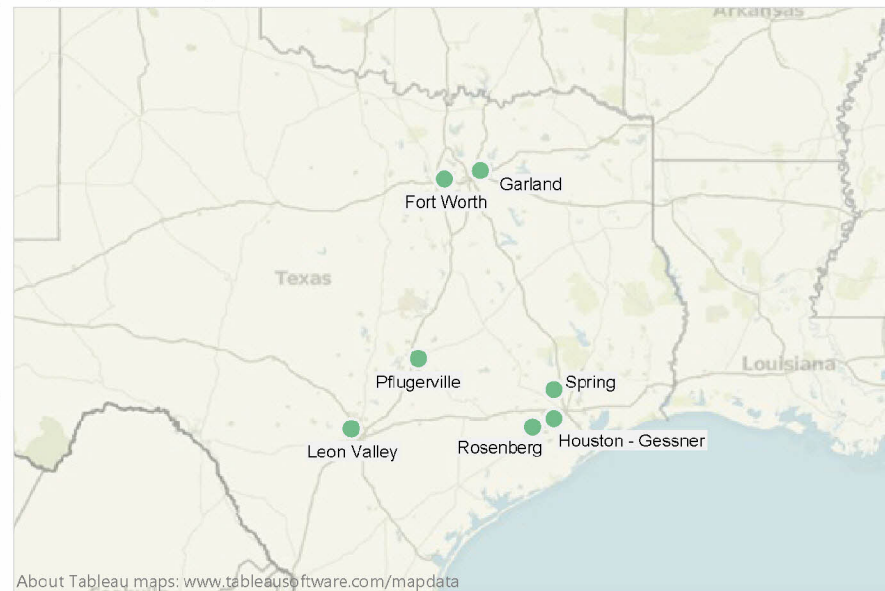 Arkansas
Garland
Fort Worth
Texas
Louisiana
Pflugerville
Spring
Leon Valley
Rosenberg
Houston - Gessner
About Tableau maps: www.tableausoftware.com/mapdata